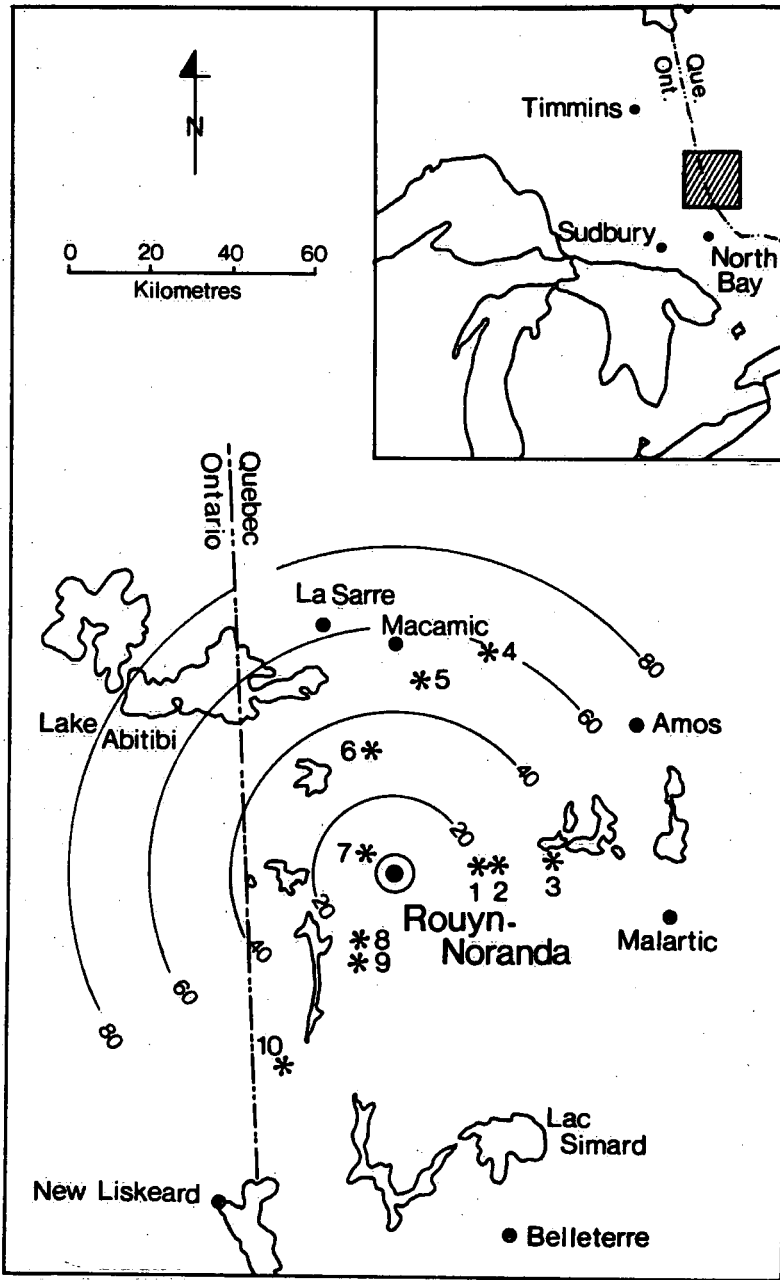 N
0 20 40 60
Kilometres
Que.
Ont.
Timmins
Sudbury
North
Bay
Quebec
Ontario
La Sarre
Macamic
4
80
5
60
Amos
Lake
Abitibi
6
40
20
7
1 2 3
20
Rouyn-
Noranda
Malartic
8
40
9
60
80
10
Lac
Simard
New Liskeard
Belleterre